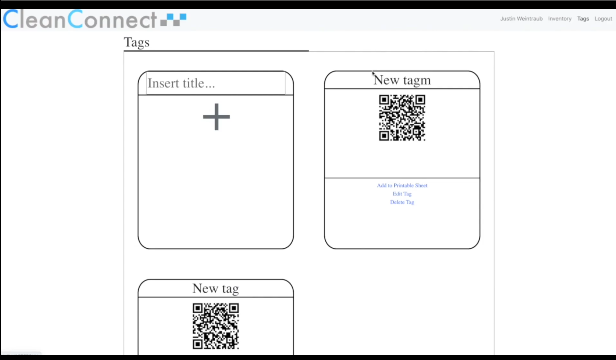 CleanConnect
Justin Weintraub Inventory Tags Logout
Tags
Insert title...
New tagm
Add to Printable Sheet
Edit Tag
Delete Tag
New tag